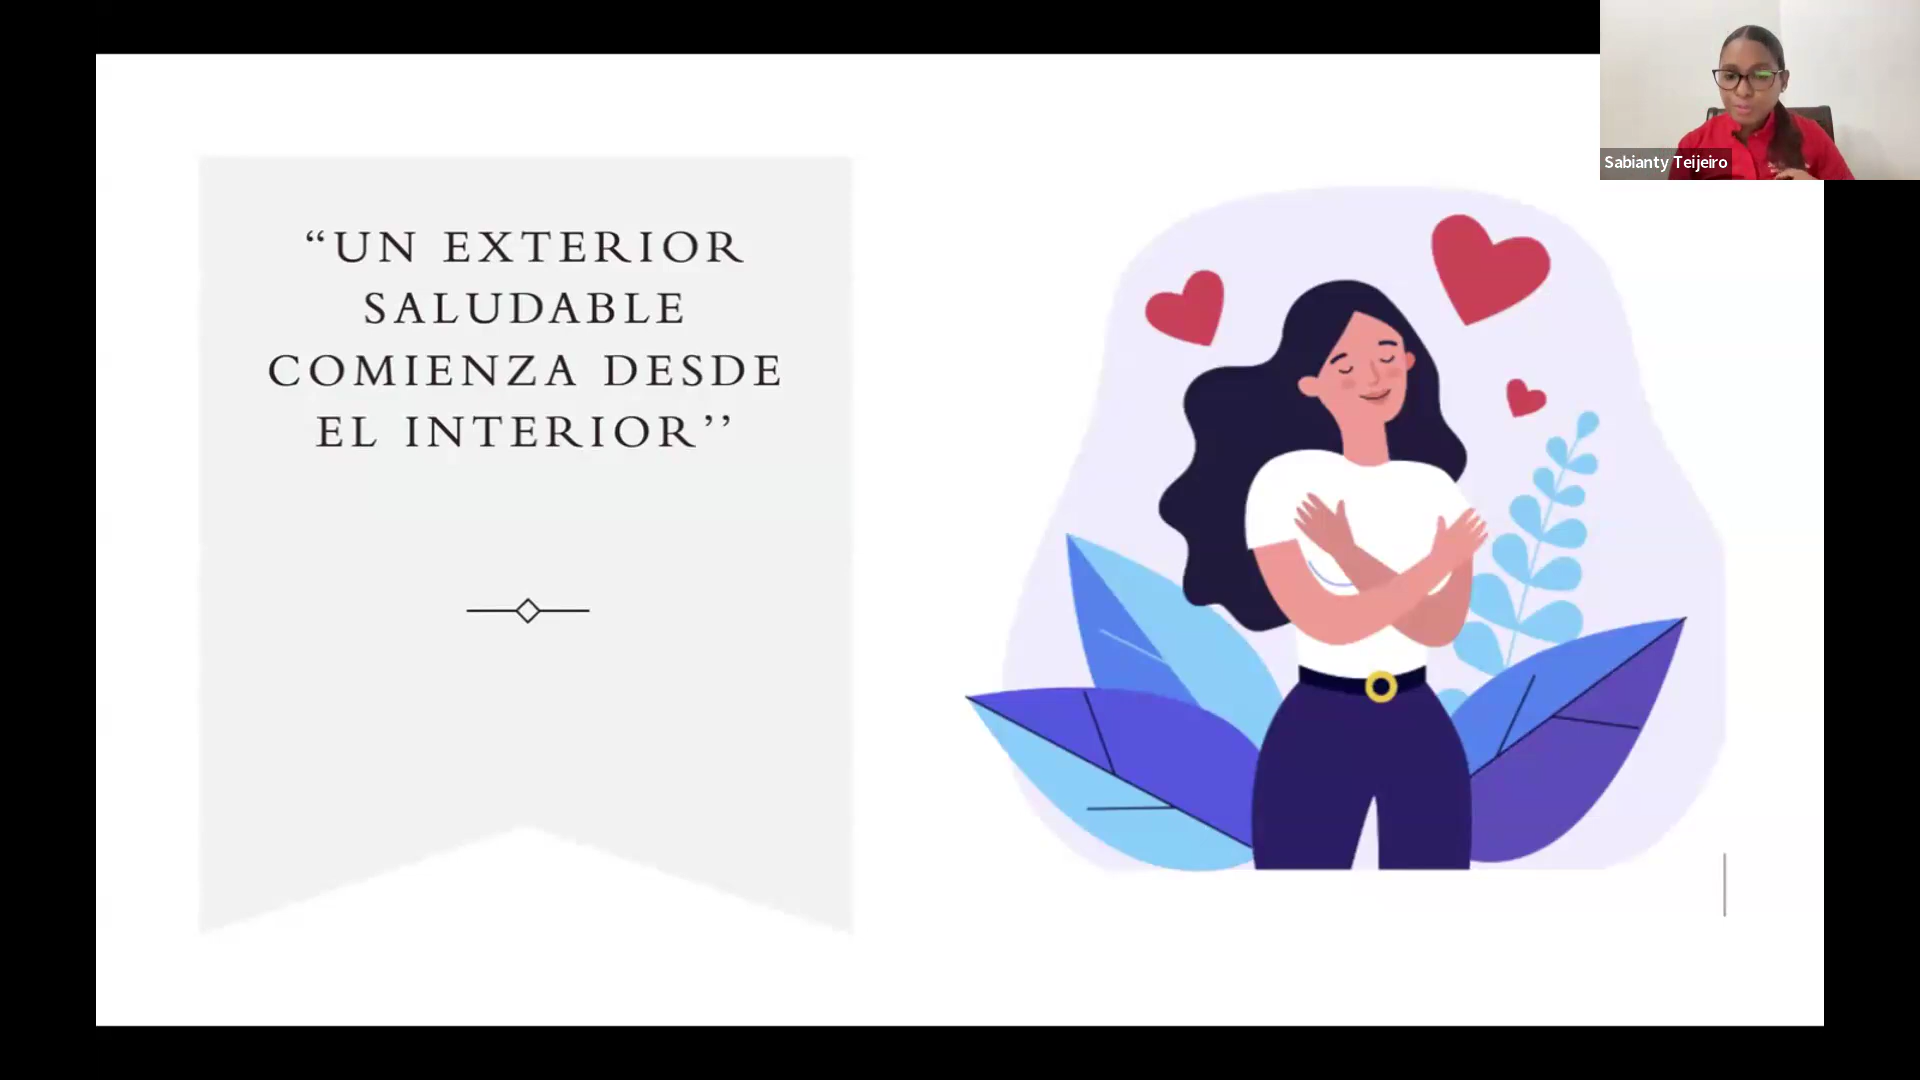 “UN EXTERIOR
SALUDABLE
COMIENZA DESDE
EL INTERIOR’’
Sabianty Teijeiro